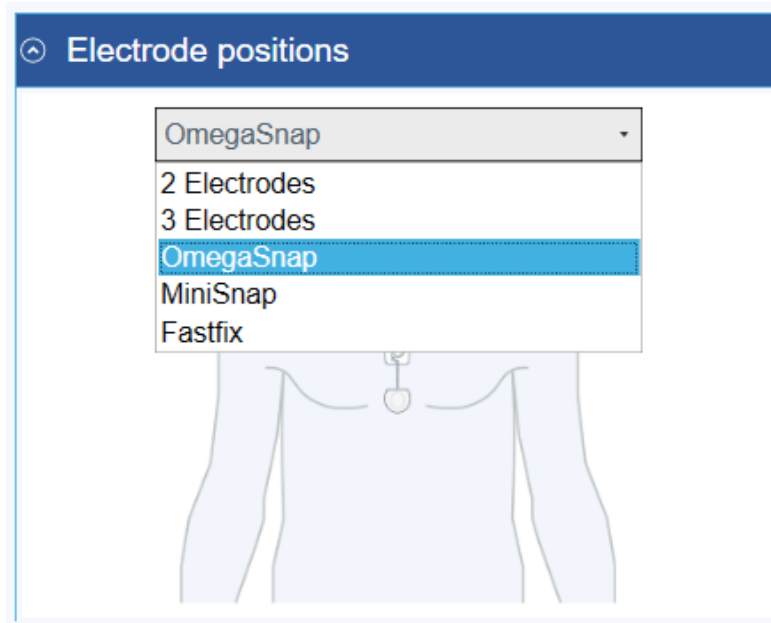 Electrode positions
OmegaSnap
2 Electrodes
3 Electrodes
OmegaSnap
MiniSnap
Fastfix